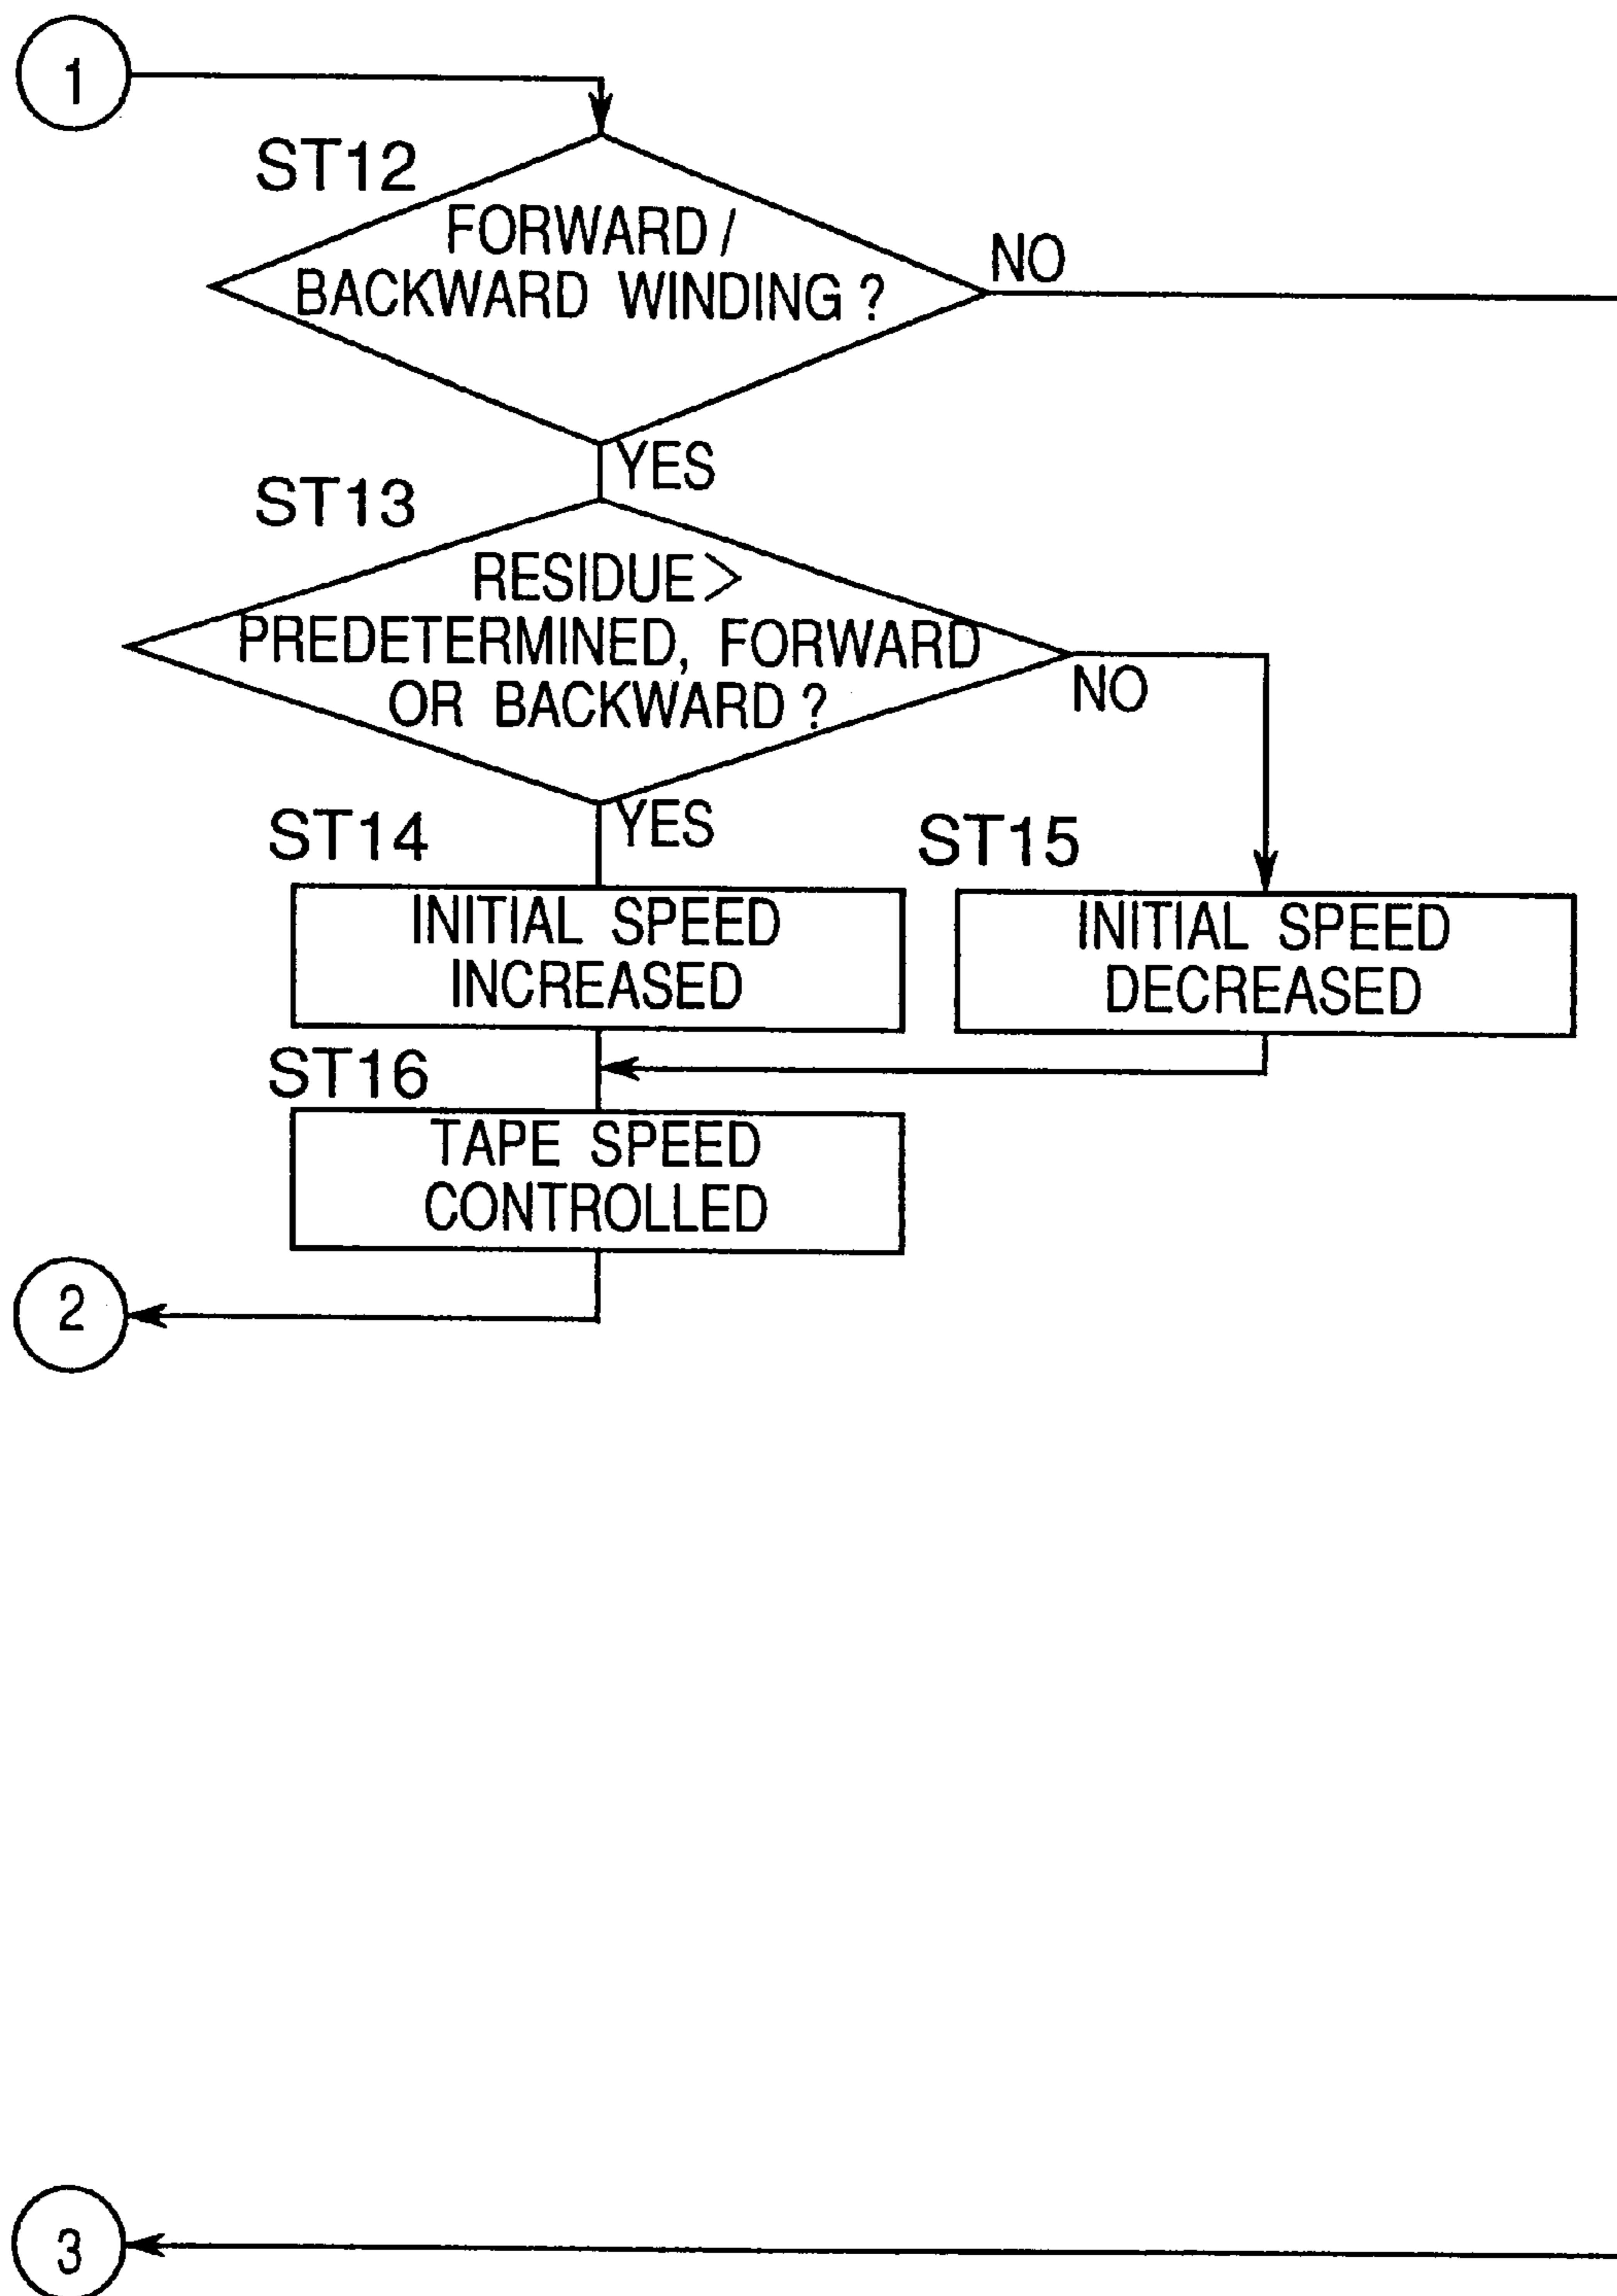 1
ST12
FORWARD /
BACKWARD WINDING ?
NO
YES
ST13
RESIDUE >
PREDETERMINED, FORWARD
OR BACKWARD ?
NO
YES
ST14
INITIAL SPEED
INCREASED
ST15
INITIAL SPEED
DECREASED
ST16
TAPE SPEED
CONTROLLED
2
3